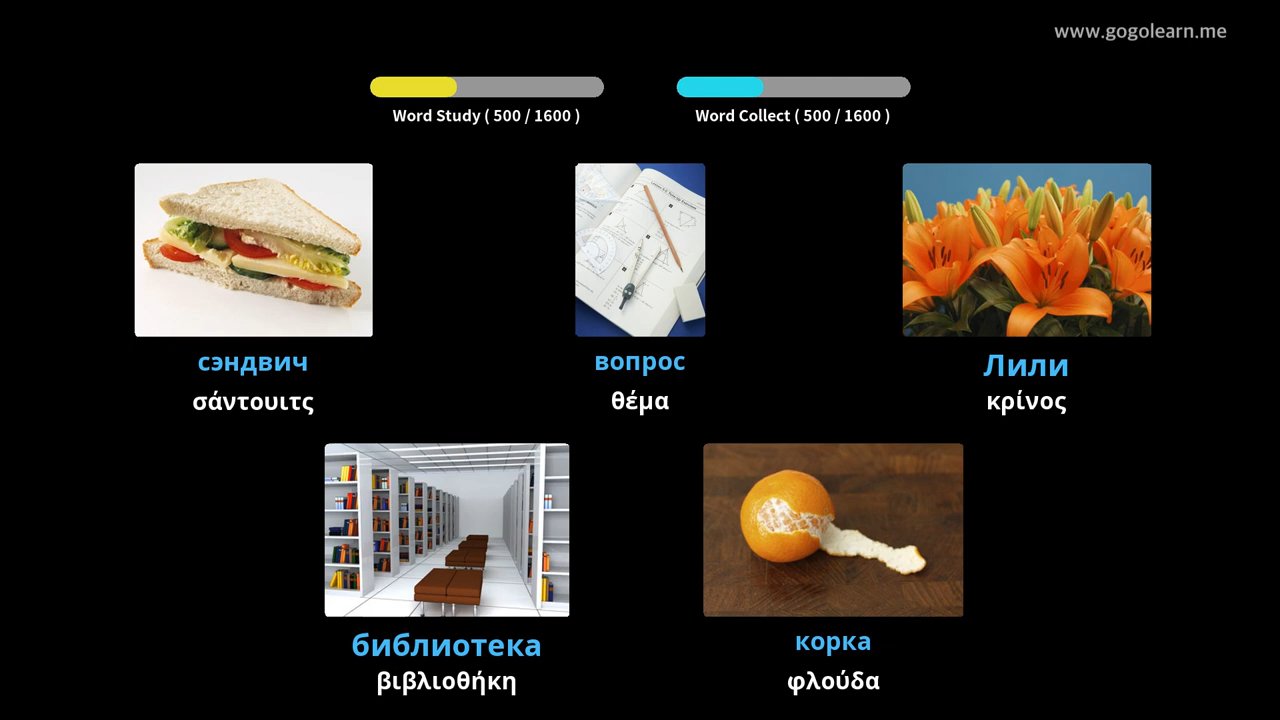 www.gogolearn.me
Word Study ( 500 / 1600 )
Word Collect ( 500 / 1600 )
сэндвич
σάντουιτς
вопрос
θέμα
Лили
κρίνος
библиотека
βιβλιοθήκη
корка
φλούδα